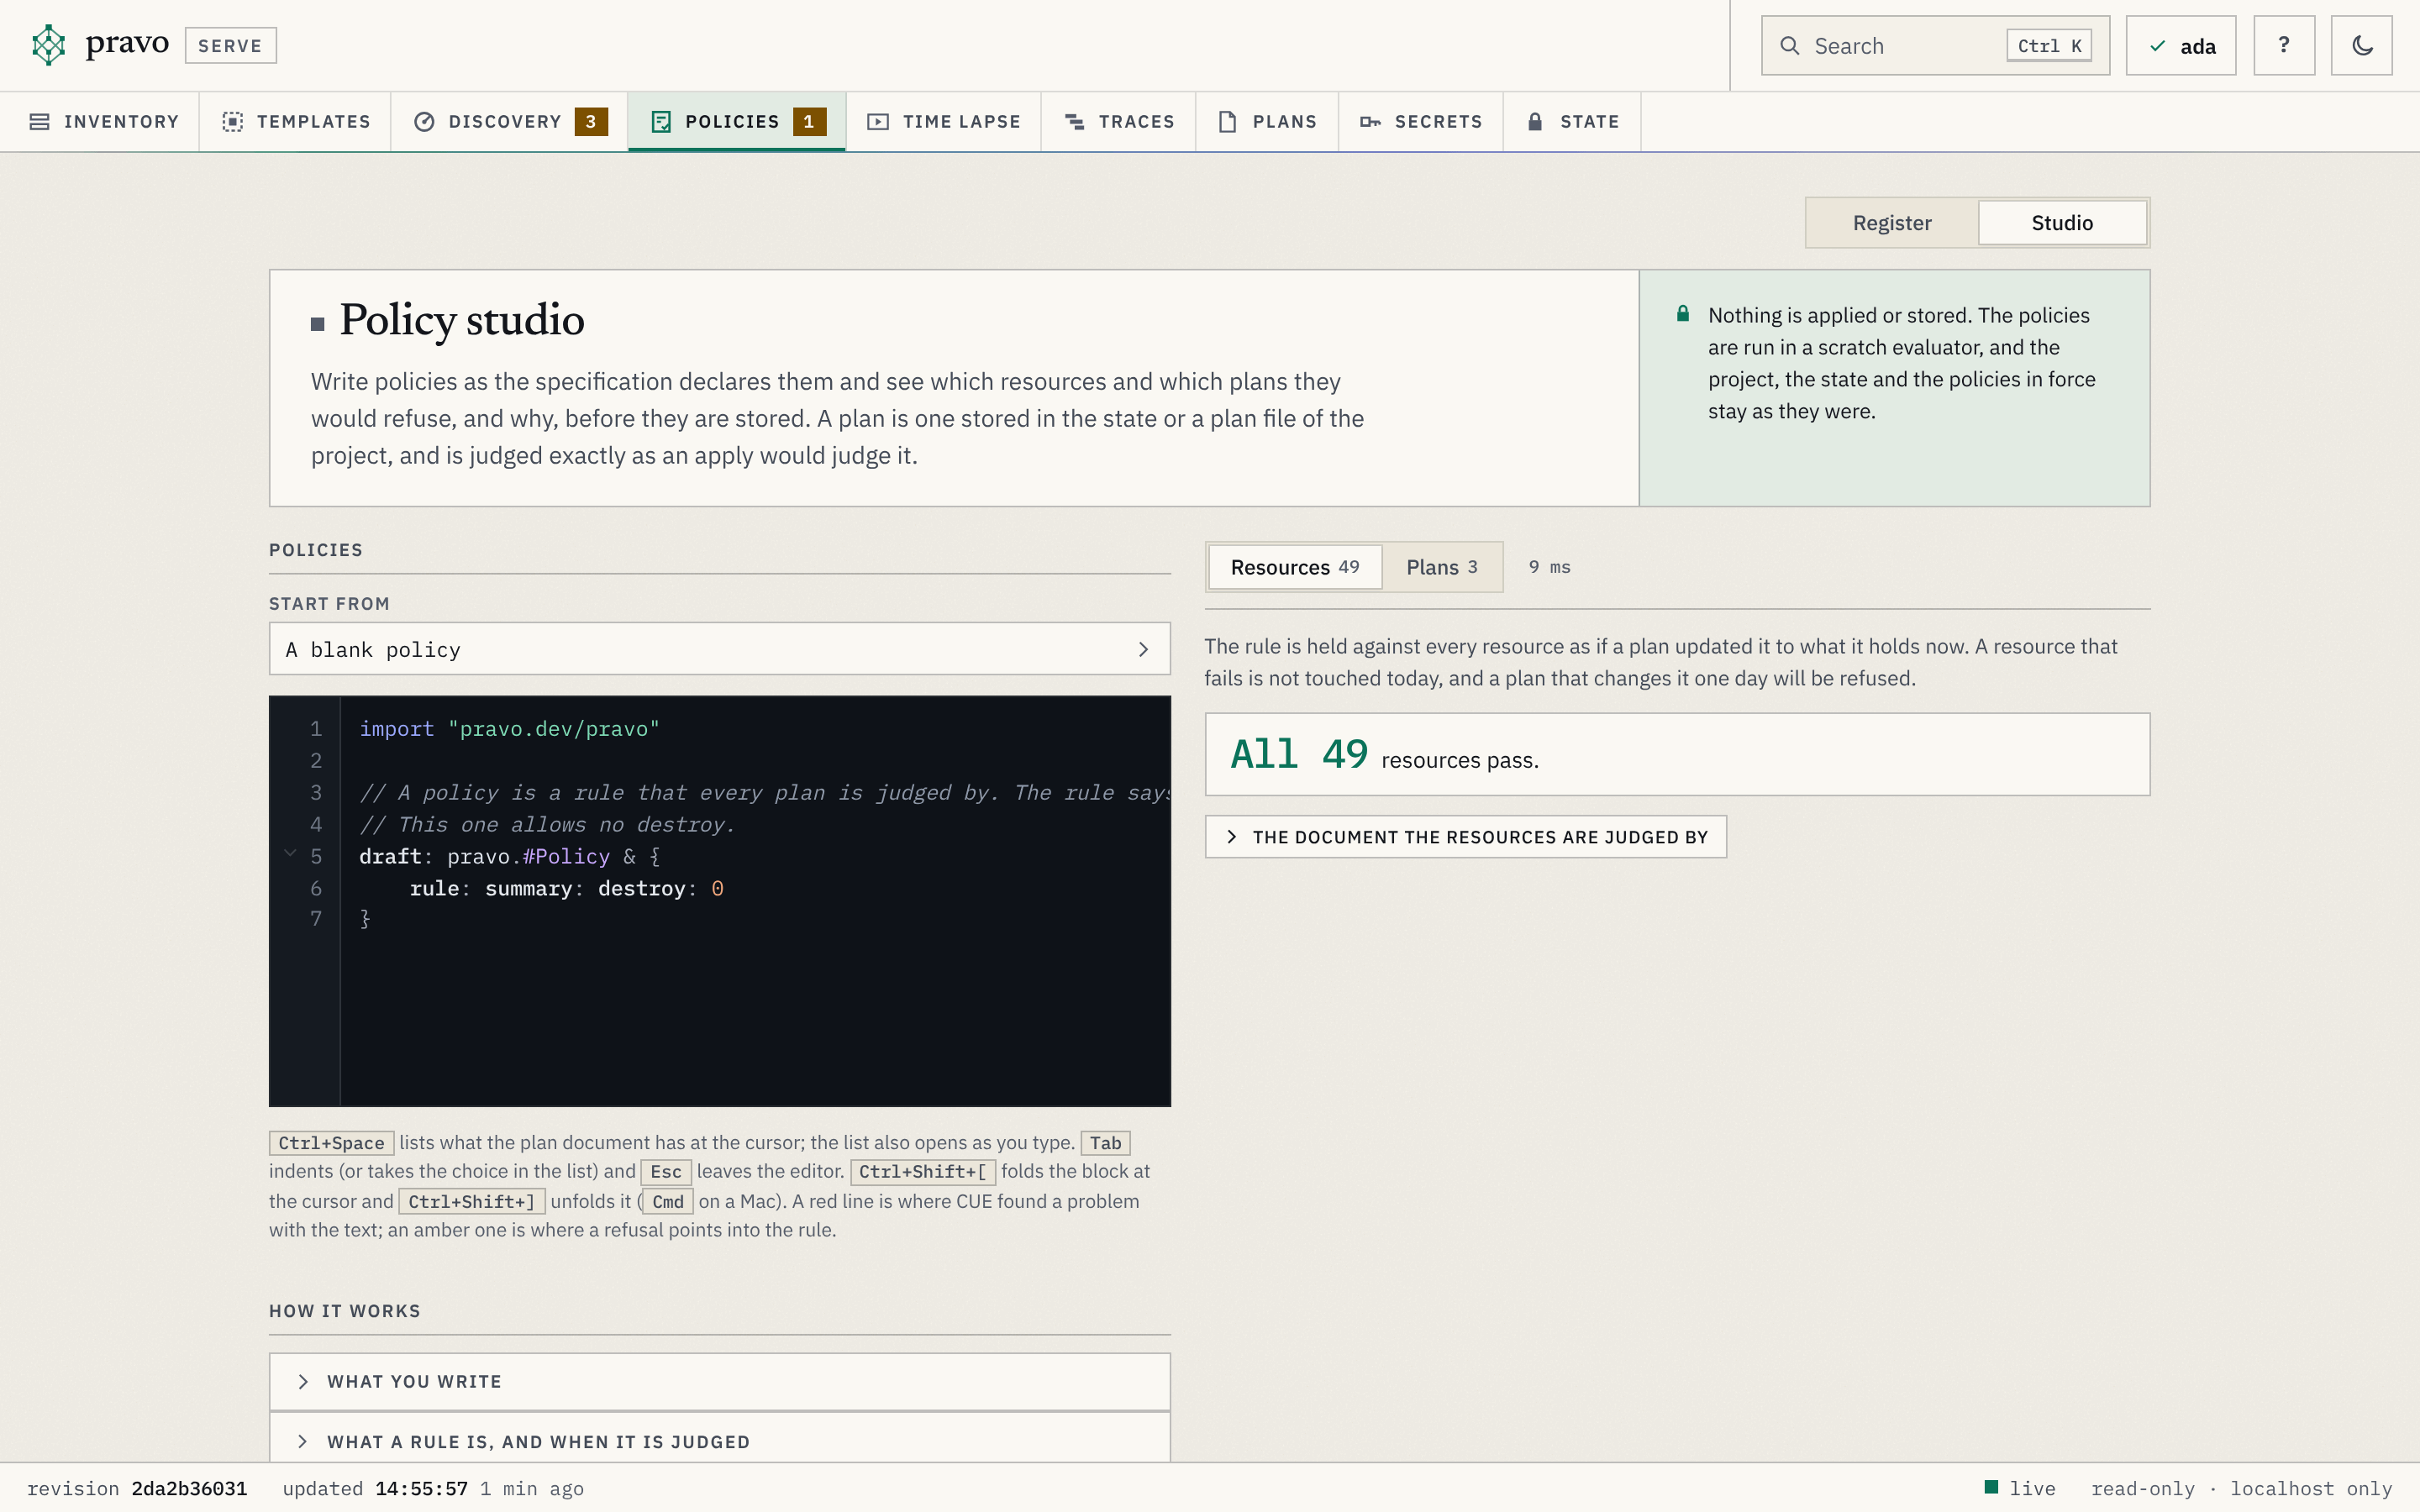 pravo SERVE
Search Ctrl K
ada
?
INVENTORY
TEMPLATES
DISCOVERY 3
POLICIES 1
TIME LAPSE
TRACES
PLANS
SECRETS
STATE
Register
Studio
Policy studio
Write policies as the specification declares them and see which resources and which plans they
would refuse, and why, before they are stored. A plan is one stored in the state or a plan file of the
project, and is judged exactly as an apply would judge it.
Nothing is applied or stored. The policies
are run in a scratch evaluator, and the
project, the state and the policies in force
stay as they were.
POLICIES
START FROM
A blank policy
1 import "pravo.dev/pravo"
2
3 // A policy is a rule that every plan is judged by. The rule says
4 // This one allows no destroy.
5 draft: pravo.#Policy & {
6 rule: summary: destroy: 0
7 }
Ctrl+Space lists what the plan document has at the cursor; the list also opens as you type. Tab
indents (or takes the choice in the list) and Esc leaves the editor. Ctrl+Shift+[ folds the block at
the cursor and Ctrl+Shift+] unfolds it (Cmd on a Mac). A red line is where CUE found a problem
with the text; an amber one is where a refusal points into the rule.
HOW IT WORKS
WHAT YOU WRITE
WHAT A RULE IS, AND WHEN IT IS JUDGED
Resources 49
Plans 3
9 ms
The rule is held against every resource as if a plan updated it to what it holds now. A resource that
fails is not touched today, and a plan that changes it one day will be refused.
All 49 resources pass.
THE DOCUMENT THE RESOURCES ARE JUDGED BY
revision 2da2b36031 updated 14:55:57 1 min ago
live read-only · localhost only